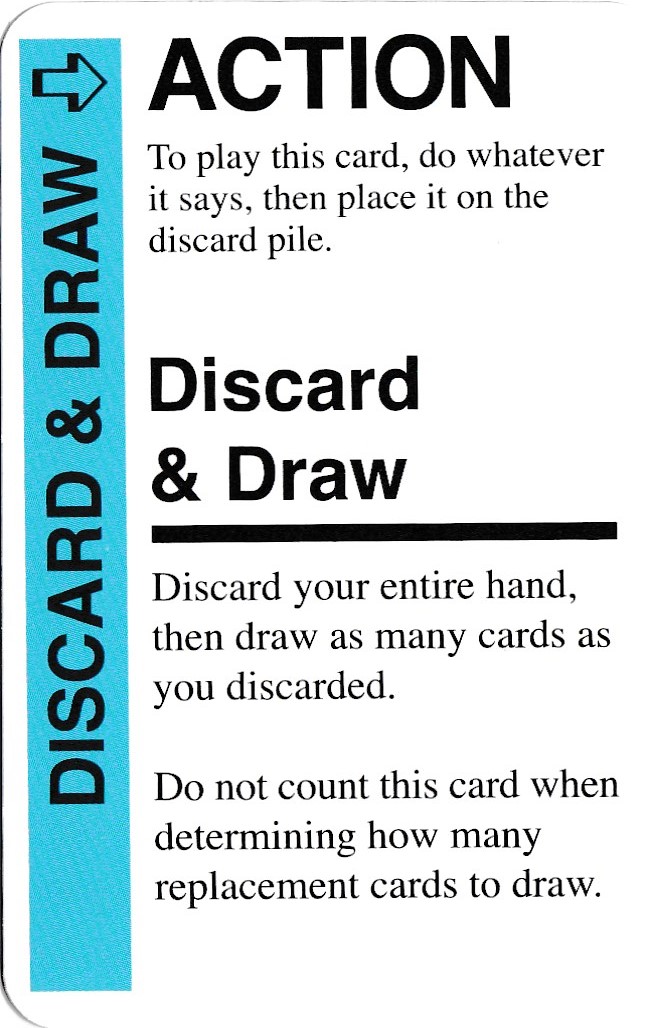 DISCARD & DRAW
ACTION
To play this card, do whatever
it says, then place it on the
discard pile.
Discard
& Draw
Discard your entire hand,
then draw as many cards as
you discarded.
Do not count this card when
determining how many
replacement cards to draw.